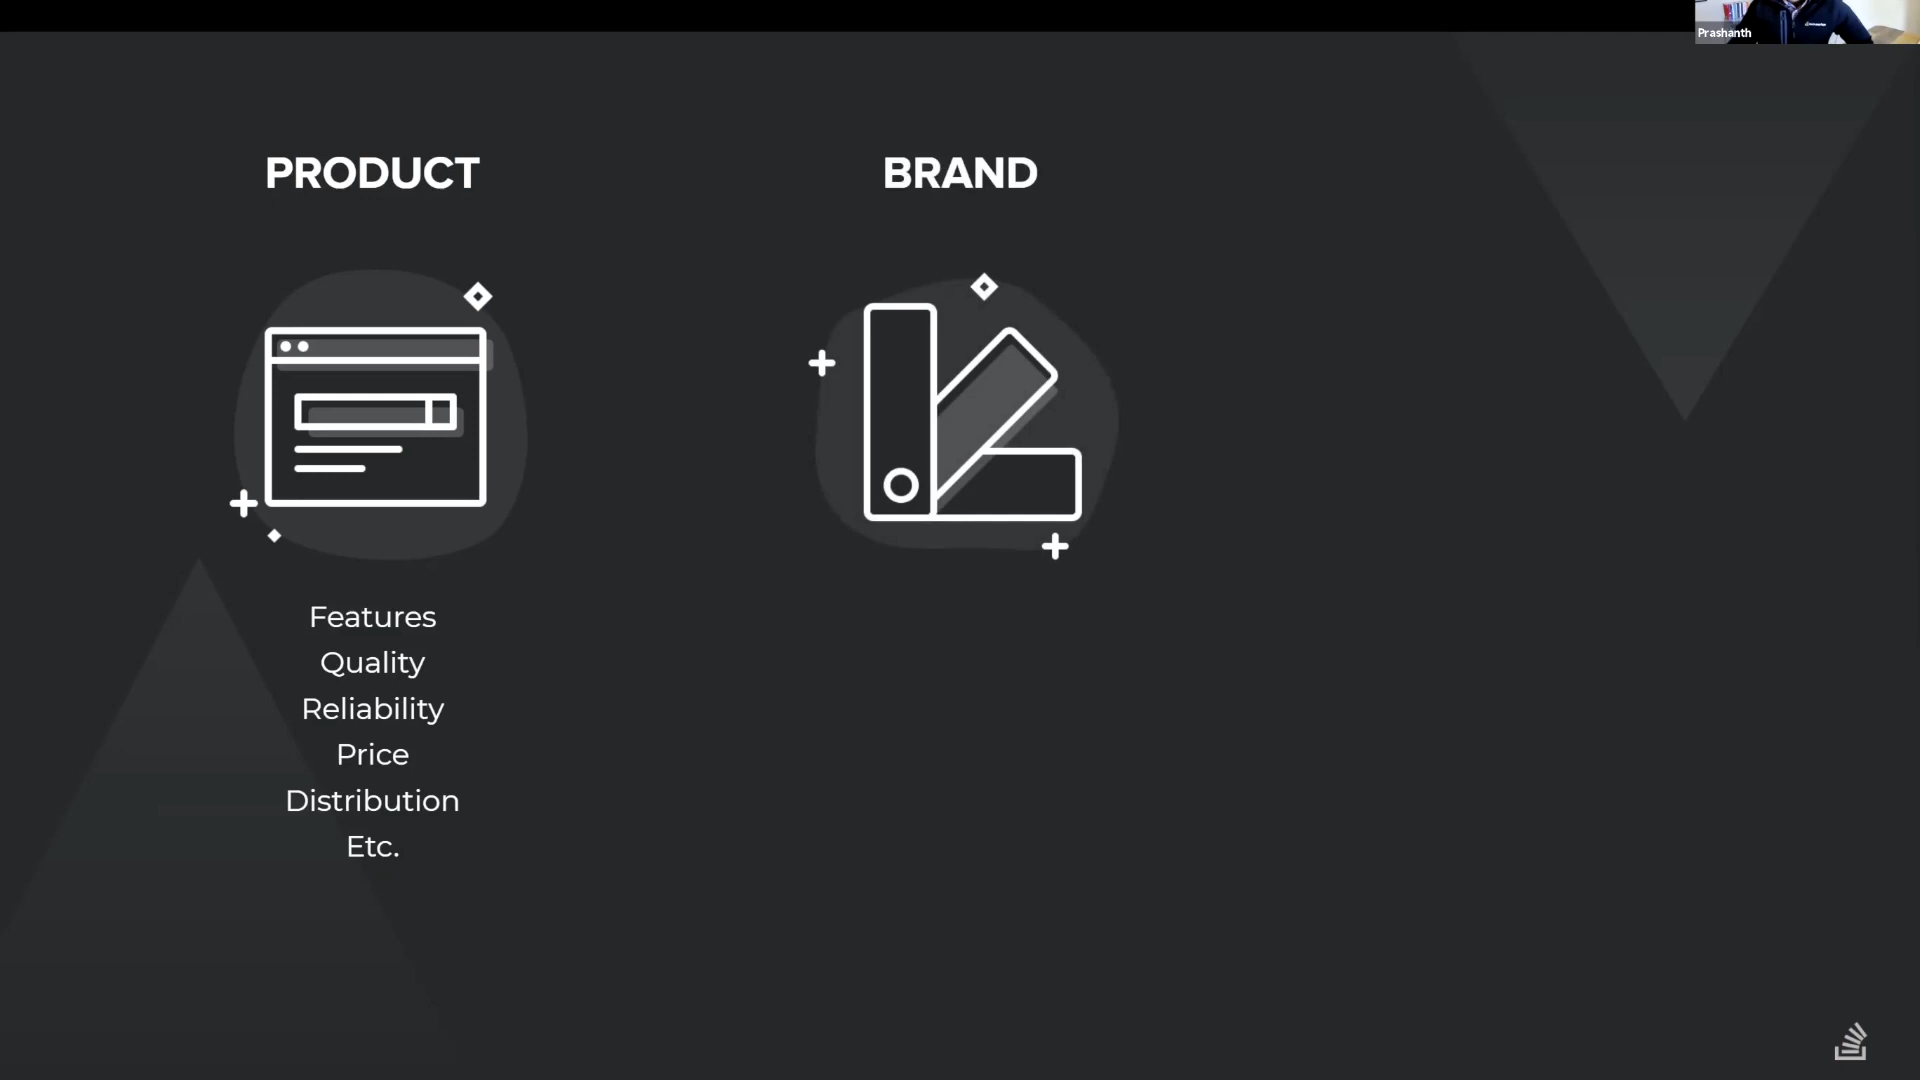 Prashanth
PRODUCT
BRAND
Features
Quality
Reliability
Price
Distribution
Etc.